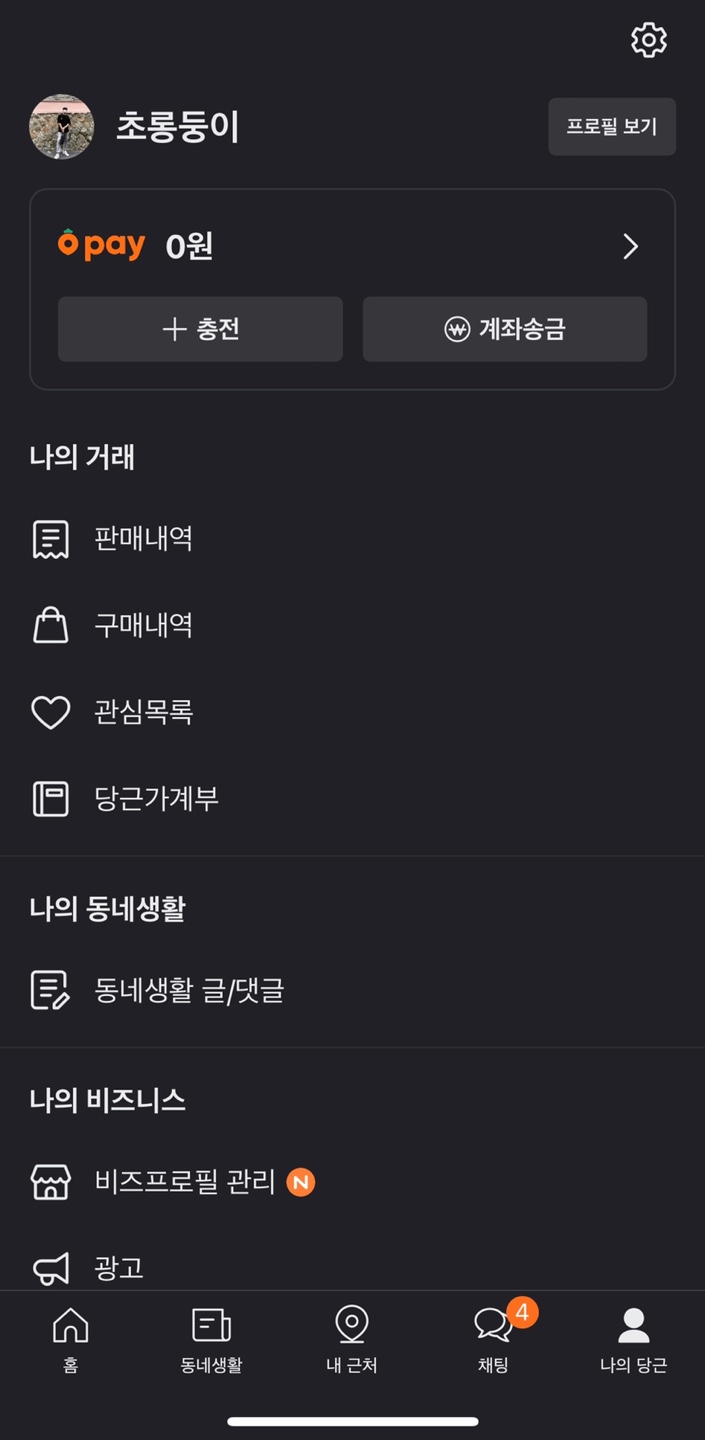 초롱둥이
프로필 보기
pay 0원
충전
계좌송금
나의 거래
판매내역
구매내역
관심목록
당근가계부
나의 동네생활
동네생활 글/댓글
나의 비즈니스
비즈프로필 관리 N
광고
4
홈
동네생활
내 근처
채팅
나의 당근